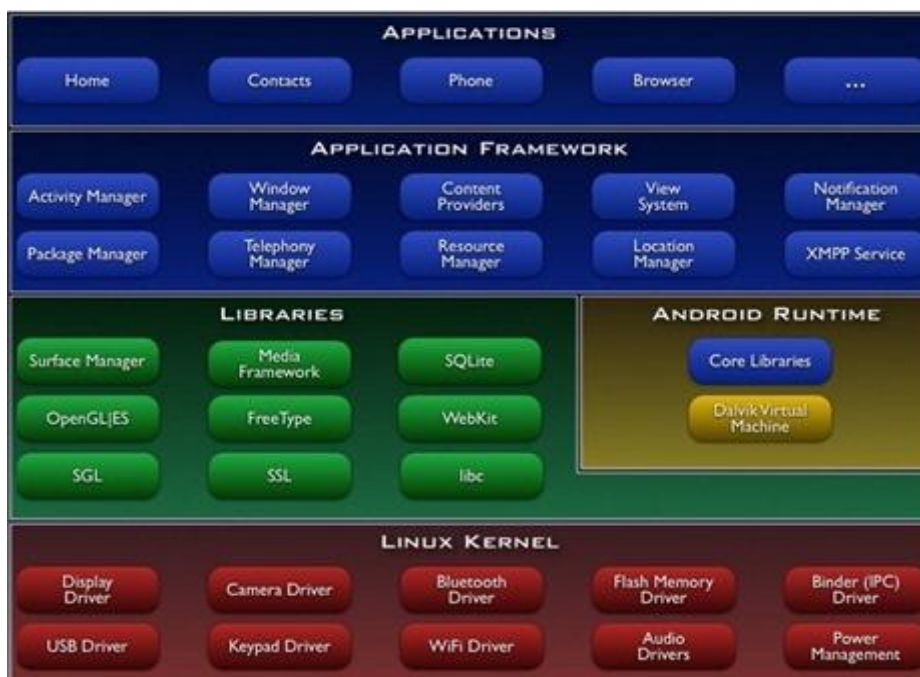 APPLICATIONS
Home
Contacts
Phone
Browser
...
APPLICATION FRAMEWORK
Activity Manager
Window
Manager
Content
Providers
View
System
Notification
Manager
Package Manager
Telephony
Manager
Resource
Manager
Location
Manager
XMPP Service
LIBRARIES
Surface Manager
Media
Framework
SQLite
OpenGL|ES
FreeType
WebKit
SGL
SSL
libc
ANDROID RUNTIME
Core Libraries
Dalvik Virtual
Machine
LINUX KERNEL
Display
Driver
Camera Driver
Bluetooth
Driver
Flash Memory
Driver
Binder (IPC)
Driver
USB Driver
Keypad Driver
WiFi Driver
Audio
Drivers
Power
Management